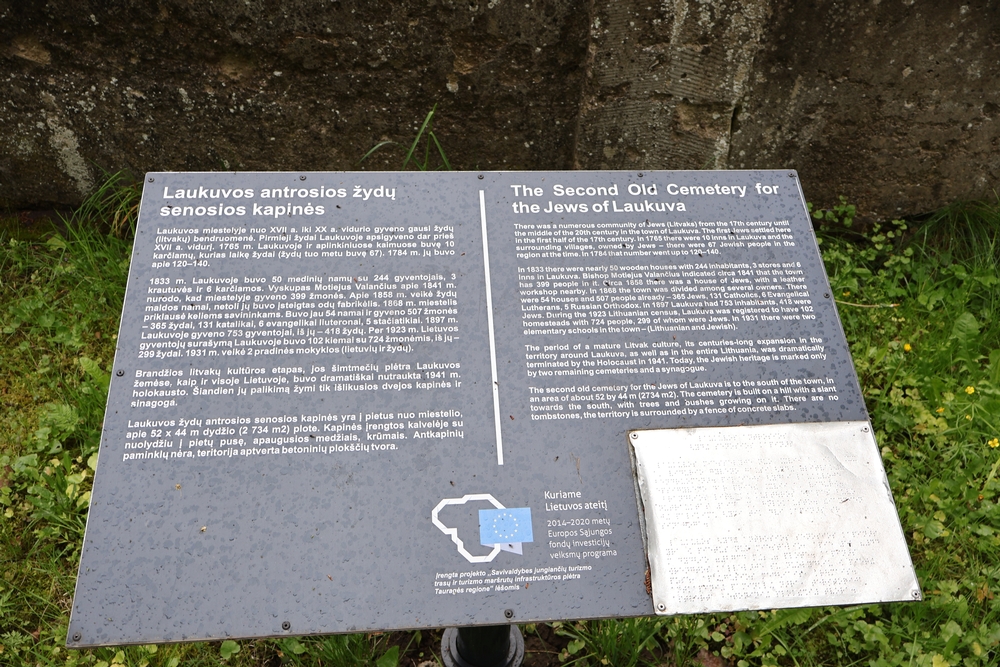 Laukuvos antrosios žydų
senosios kapinės
Laukuvos miestelyje nuo XVII a. iki XX a. vidurio gyveno gausi žydų
(litvakų) bendruomenė. Pirmieji žydai Laukuvoje apsigyveno dar prieš
XVII a. vidurį. 1765 m. Laukuvoje ir aplinkiniuose kaimuose buvę 10
karčiamų, kurias laikę žydai (žydų tuo metu buvę 67). 1784 m. jų buvo
apie 120–140.
1833 m. Laukuvoje buvo 50 medinių namų su 244 gyventojais, 3
krautuvės ir 6 karčiamos. Vyskupas Motiejus Valančius apie 1841 m.
nurodo, kad miestelyje gyveno 399 žmonės. Apie 1858 m. veikė žydų
maldos namai, netoli jų buvo įsteigtas odų fabrikėlis. 1868 m. miestelis
priklausė keliems savininkams. Buvo jau 54 namai ir gyveno 507 žmonės
– 365 žydai, 131 katalikai, 6 evangelikai liuteronai, 5 stačiatikiai. 1897 m.
Laukuvoje gyveno 753 gyventojai, iš jų – 418 žydų. Per 1923 m. Lietuvos
gyventojų surašymą Laukuvoje buvo 102 kiemai su 724 žmonėmis, iš jų –
299 žydai. 1931 m. veikė 2 pradinės mokyklos (lietuvių ir žydų).
Brandžios litvakų kultūros etapas, jos šimtmečių plėtra Laukuvos
žemėse, kaip ir visoje Lietuvoje, buvo dramatiškai nutraukta 1941 m.
holokausto. Šiandien jų palikimą žymi tik išlikusios dvejos kapinės ir
sinagoga.
Laukuvos žydų antrosios senosios kapinės yra į pietus nuo miestelio,
apie 52 x 44 m dydžio (2 734 m2) plote. Kapinės įrengtos kalvelėje su
nuolydžiu į pietų pusę, apaugusios medžiais, krūmais. Antkapinių
paminklų nėra, teritorija aptverta betoninių plokščių tvora.
The Second Old Cemetery for
the Jews of Laukuva
There was a numerous community of Jews (Litvaks) from the 17th century until
the middle of the 20th century in the town of Laukuva. The first Jews settled here
in the first half of the 17th century. In 1765 there were 10 inns in Laukuva and the
surrounding villages, owned by Jews – there were 67 Jewish people in the
region at the time. In 1784 that number went up to 120–140.
In 1833 there were nearly 50 wooden houses with 244 inhabitants, 3 stores and 6
inns in Laukuva. Bishop Motiejus Valančius indicated circa 1841 that the town
has 399 people in it. Circa 1858 there was a house of Jews, with a leather
workshop nearby. In 1868 the town was divided among several owners. There
were 54 houses and 507 people already – 365 Jews, 131 Catholics, 6 Evangelical
Lutherans, 5 Russian Orthodox. In 1897 Laukuva had 753 inhabitants, 418 were
Jews. During the 1923 Lithuanian census, Laukuva was registered to have 102
homesteads with 724 people, 299 of whom were Jews. In 1931 there were two
elementary schools in the town – (Lithuanian and Jewish).
The period of a mature Litvak culture, its centuries-long expansion in the
territory around Laukuva, as well as in the entire Lithuania, was dramatically
terminated by the Holocaust in 1941. Today, the Jewish heritage is marked only
by two remaining cemeteries and a synagogue.
The second old cemetary for the Jews of Laukuva is to the south of the town, in
an area of about 52 by 44 m (2734 m2). The cemetery is built on a hill with a slant
towards the south, with trees and bushes growing on it. There are no
tombstones, the territory is surrounded by a fence of concrete slabs.
Kuriame
Lietuvos ateitį
2014–2020 metų
Europos Sąjungos
fondų investicijų
veiksmų programa
Įrengta projekto „Savivaldybes jungiančių turizmo
trasų ir turizmo maršrutų infrastruktūros plėtra
Tauragės regione" lėšomis